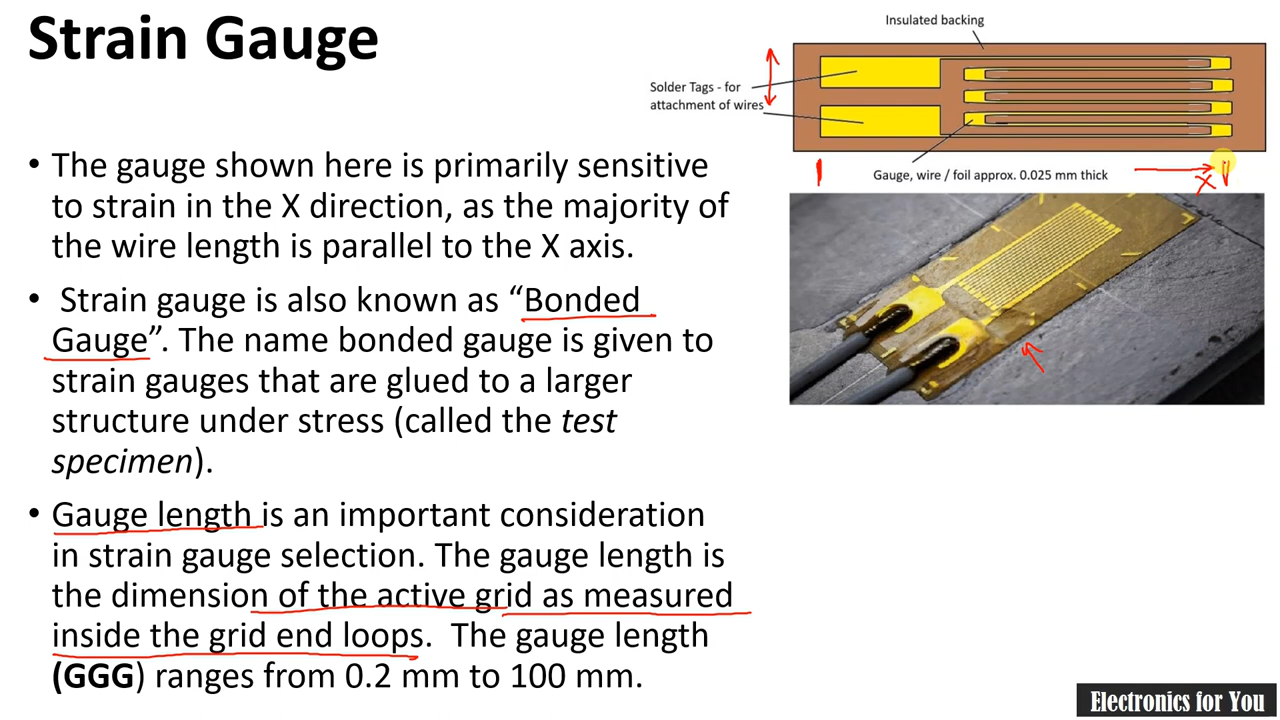 Strain Gauge
Insulated backing
Solder Tags - for
attachment of wires
Gauge, wire / foil approx. 0.025 mm thick
X
• The gauge shown here is primarily sensitive
to strain in the X direction, as the majority of
the wire length is parallel to the X axis.
• Strain gauge is also known as “Bonded
Gauge”. The name bonded gauge is given to
strain gauges that are glued to a larger
structure under stress (called the test
specimen).
• Gauge length is an important consideration
in strain gauge selection. The gauge length is
the dimension of the active grid as measured
inside the grid end loops. The gauge length
(GGG) ranges from 0.2 mm to 100 mm.
Electronics for You